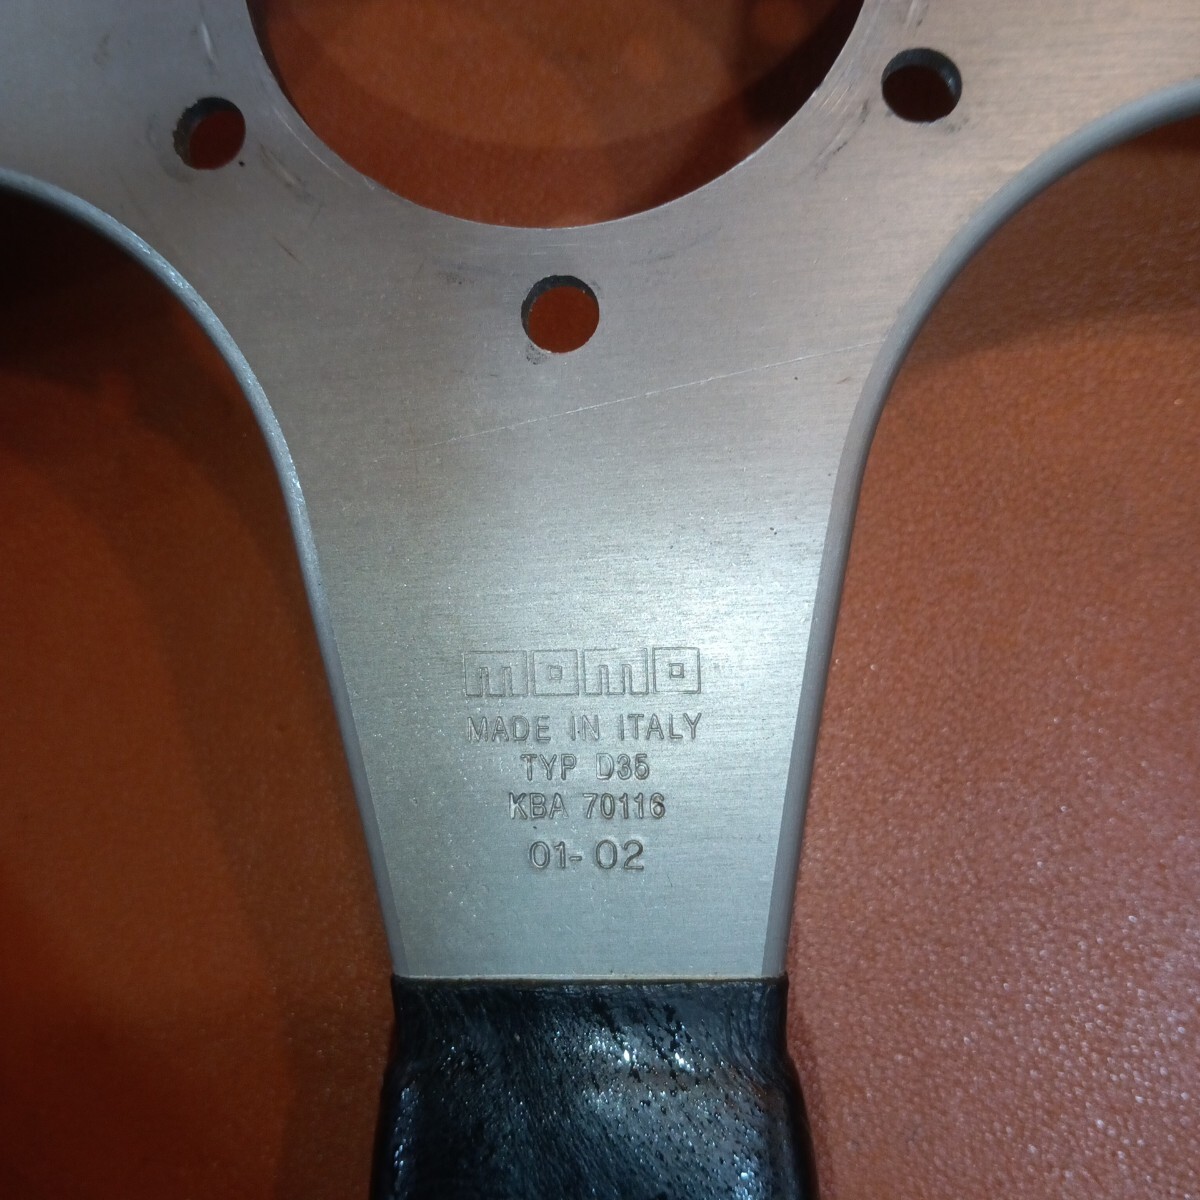 momo
MADE IN ITALY
TYP D35
KBA 70116
01-02